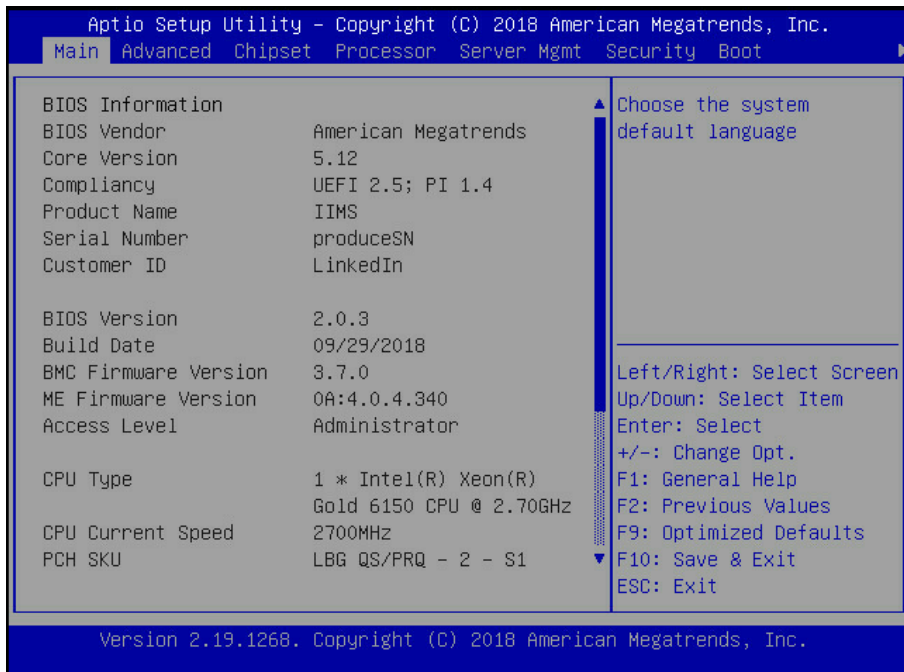 Aptio Setup Utility – Copyright (C) 2018 American Megatrends, Inc.
Main Advanced Chipset Processor Server Mgmt Security Boot
BIOS Information
BIOS Vendor American Megatrends
Core Version 5.12
Compliancy UEFI 2.5; PI 1.4
Product Name IIMS
Serial Number produceSN
Customer ID LinkedIn
BIOS Version 2.0.3
Build Date 09/29/2018
BMC Firmware Version 3.7.0
ME Firmware Version 0A:4.0.4.340
Access Level Administrator
CPU Type 1 * Intel(R) Xeon(R)
Gold 6150 CPU @ 2.70GHz
CPU Current Speed 2700MHz
PCH SKU LBG QS/PRQ - 2 - S1
Choose the system
default language
Left/Right: Select Screen
Up/Down: Select Item
Enter: Select
+/-: Change Opt.
F1: General Help
F2: Previous Values
F9: Optimized Defaults
F10: Save & Exit
ESC: Exit
Version 2.19.1268. Copyright (C) 2018 American Megatrends, Inc.